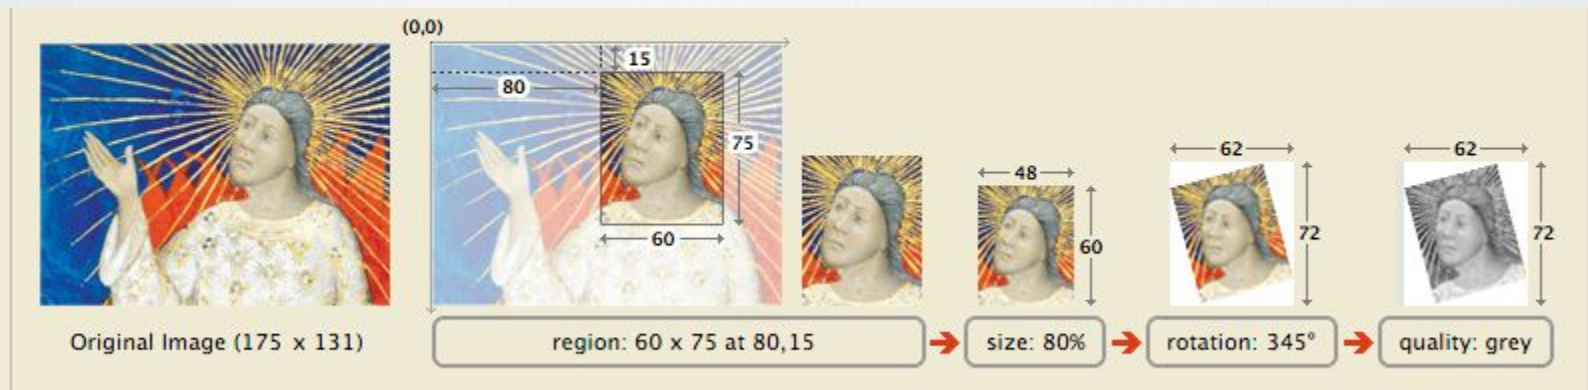 (0,0)
15
80
75
60
48
60
62
72
62
72
Original Image (175 x 131)
region: 60 x 75 at 80,15
size: 80%
rotation: 345°
quality: grey